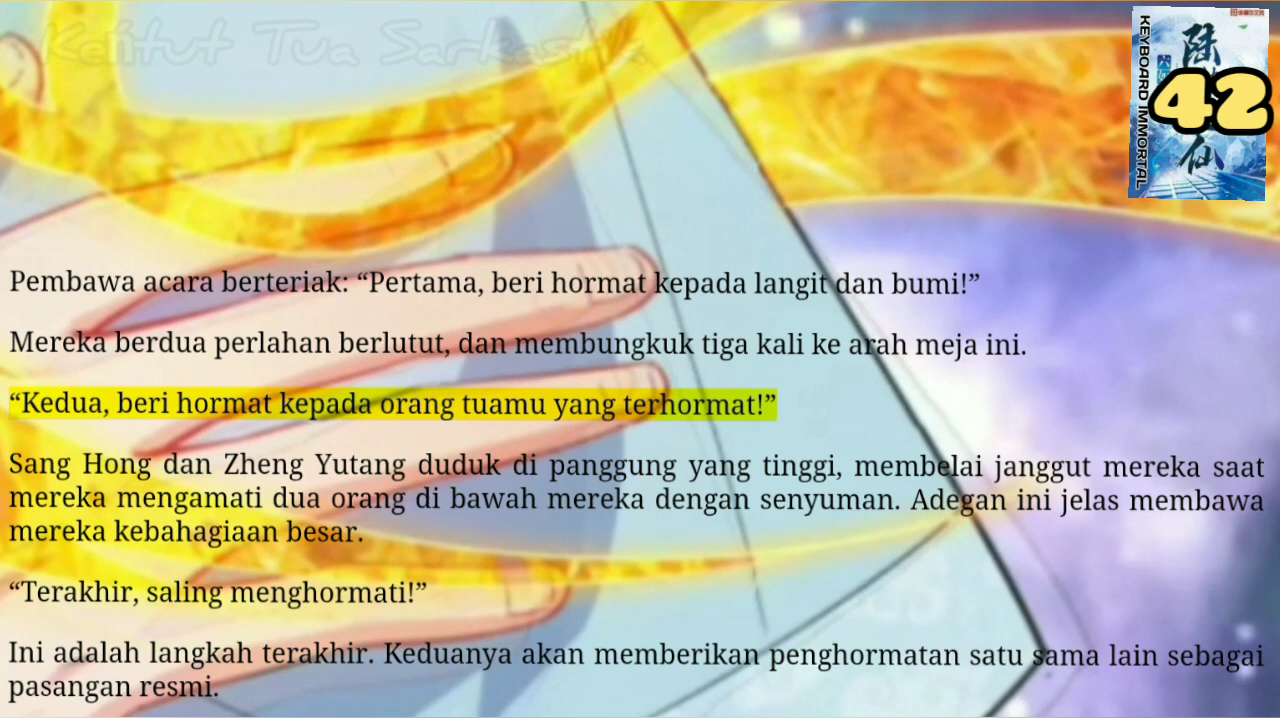 Kelitut Tua Sarkastik
KEYBOARD IMMORTAL
42
Pembawa acara berteriak: “Pertama, beri hormat kepada langit dan bumi!”
Mereka berdua perlahan berlutut, dan membungkuk tiga kali ke arah meja ini.
“Kedua, beri hormat kepada orang tuamu yang terhormat!”
Sang Hong dan Zheng Yutang duduk di panggung yang tinggi, membelai janggut mereka saat
mereka mengamati dua orang di bawah mereka dengan senyuman. Adegan ini jelas membawa
mereka kebahagiaan besar.
“Terakhir, saling menghormati!”
Ini adalah langkah terakhir. Keduanya akan memberikan penghormatan satu sama lain sebagai
pasangan resmi.